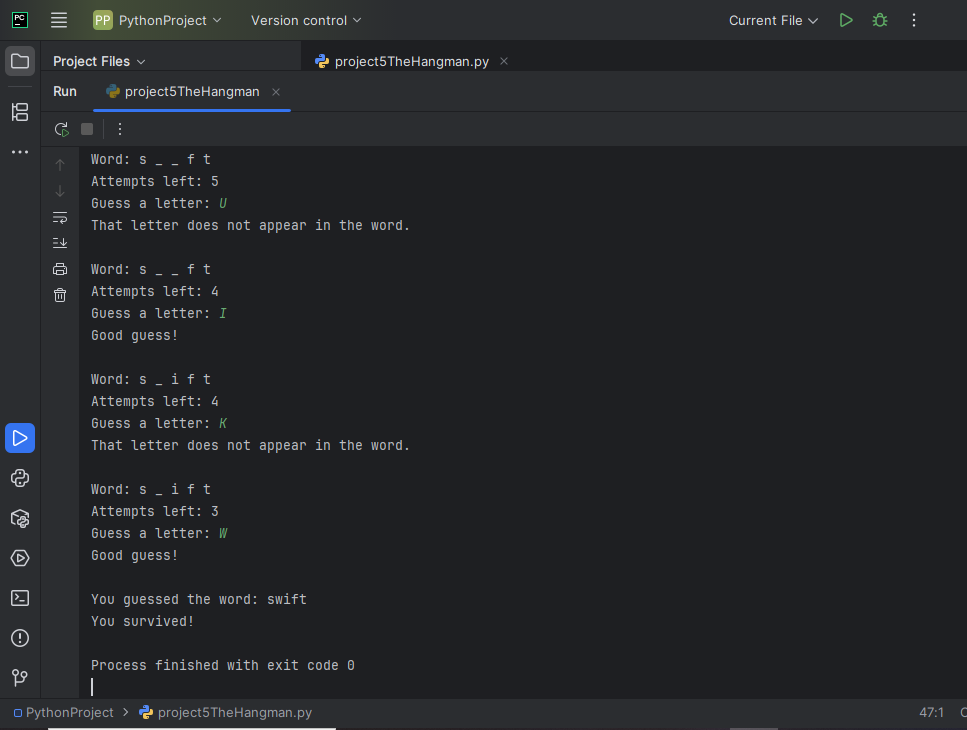 PC
PP PythonProject Version control Current File
Project Files project5TheHangman.py
Run project5TheHangman
Word: s _ _ f t
Attempts left: 5
Guess a letter: U
That letter does not appear in the word.
Word: s _ _ f t
Attempts left: 4
Guess a letter: I
Good guess!
Word: s _ i f t
Attempts left: 4
Guess a letter: K
That letter does not appear in the word.
Word: s _ i f t
Attempts left: 3
Guess a letter: W
Good guess!
You guessed the word: swift
You survived!
Process finished with exit code 0
PythonProject > project5TheHangman.py 47:1